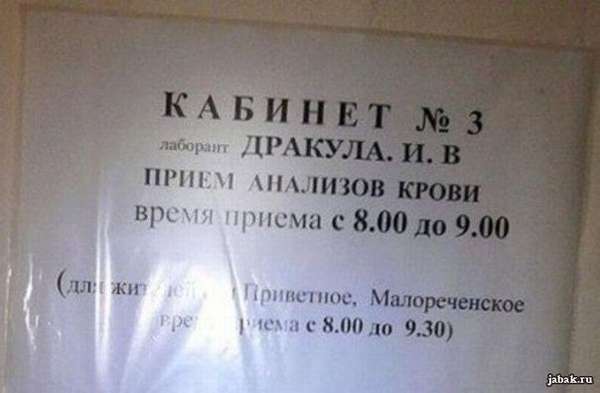 КАБИНЕТ № 3
лаборант ДРАКУЛА. И. В
ПРИЕМ АНАЛИЗОВ КРОВИ
время приема с 8.00 до 9.00
(для Приветное, Малореченское
с 8.00 до 9.30)
jabak.ru